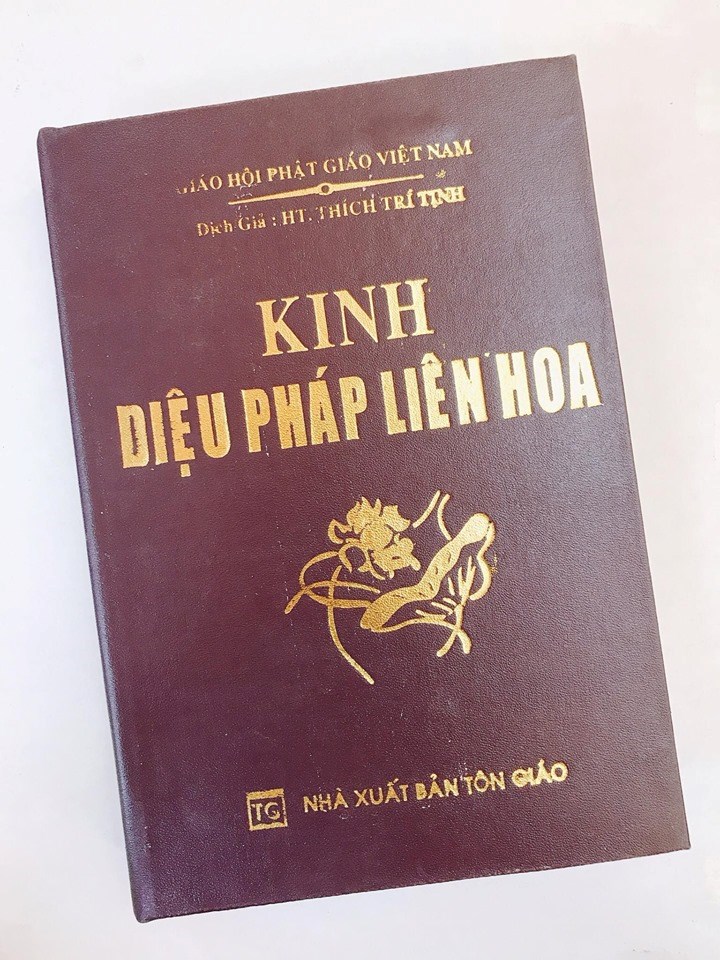 GIÁO HỘI PHẬT GIÁO VIỆT NAM
Dịch Giả : HT. THÍCH TRÍ TỊNH
KINH
DIỆU PHÁP LIÊN HOA
TG NHÀ XUẤT BẢN TÔN GIÁO